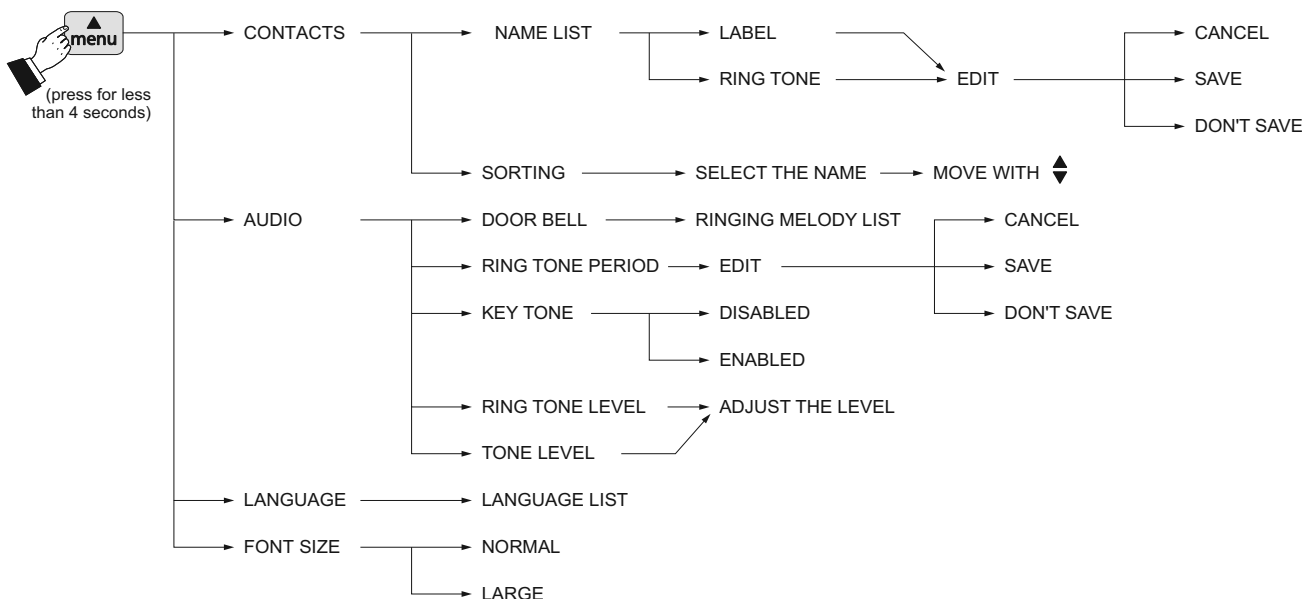 menu
(press for less
than 4 seconds)
CONTACTS NAME LIST LABEL CANCEL
RING TONE EDIT SAVE
DON'T SAVE
SORTING SELECT THE NAME MOVE WITH
AUDIO DOOR BELL RINGING MELODY LIST CANCEL
RING TONE PERIOD EDIT SAVE
KEY TONE DISABLED DON'T SAVE
ENABLED
RING TONE LEVEL ADJUST THE LEVEL
TONE LEVEL
LANGUAGE LANGUAGE LIST
FONT SIZE NORMAL
LARGE